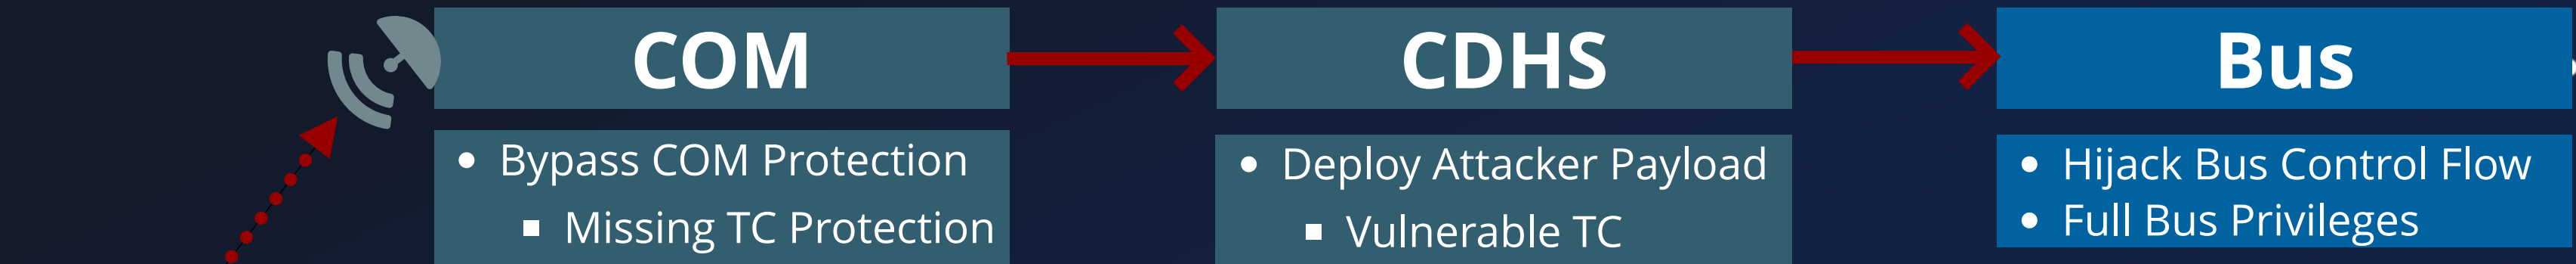 COM
CDHS
Bus
• Bypass COM Protection
▪ Missing TC Protection
• Deploy Attacker Payload
▪ Vulnerable TC
• Hijack Bus Control Flow
• Full Bus Privileges